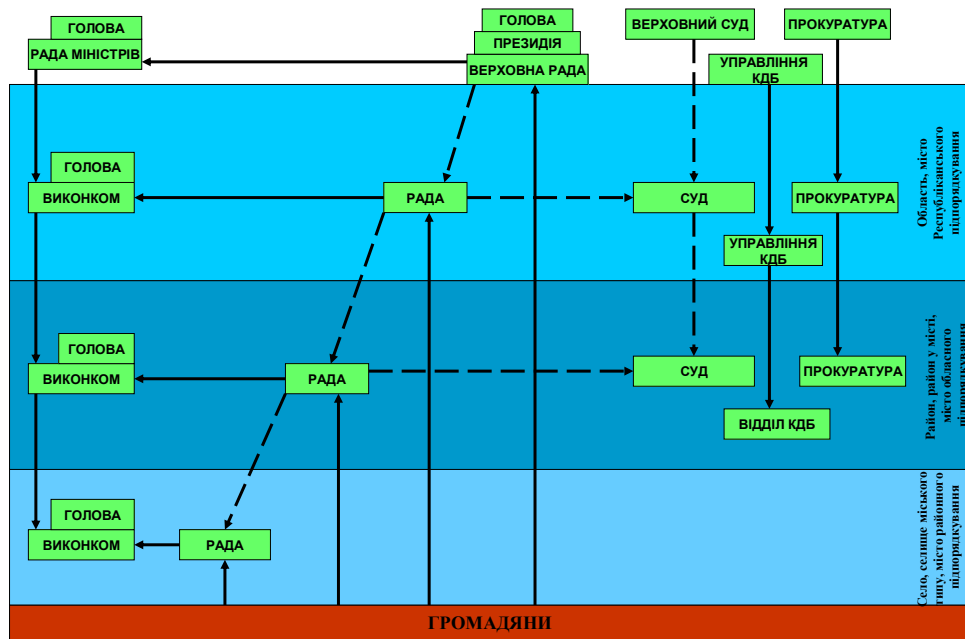 ГОЛОВА
РАДА МІНІСТРІВ
ГОЛОВА
ПРЕЗИДІЯ
ВЕРХОВНА РАДА
ВЕРХОВНИЙ СУД
ПРОКУРАТУРА
УПРАВЛІННЯ
КДБ
ГОЛОВА
ВИКОНКОМ
РАДА
СУД
ПРОКУРАТУРА
УПРАВЛІННЯ
КДБ
Область, місто
Республіканського
підпорядкування
ГОЛОВА
ВИКОНКОМ
РАДА
СУД
ПРОКУРАТУРА
ВІДДІЛ КДБ
Район, район у місті,
місто обласного
підпорядкування
ГОЛОВА
ВИКОНКОМ
РАДА
Село, селище міського
типу, місто районного
підпорядкування
ГРОМАДЯНИ